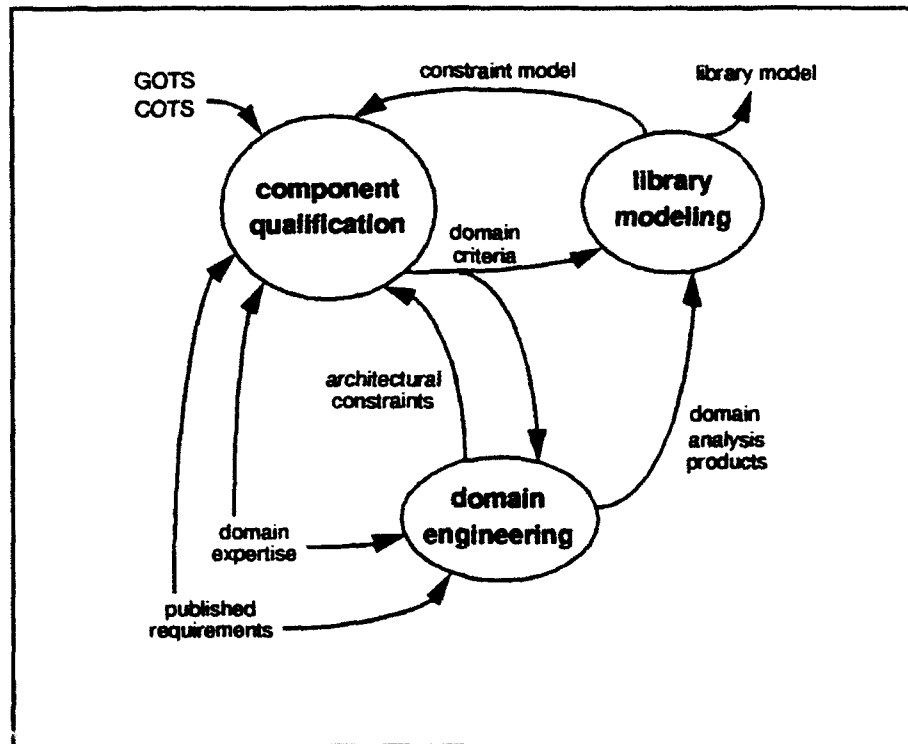 GOTS
COTS
constraint model
library model
component
qualification
library
modeling
domain
criteria
architectural
constraints
domain
analysis
products
domain
engineering
domain
expertise
published
requirements